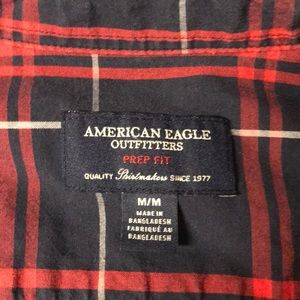 AMERICAN EAGLE
OUTFITTERS
PREP FIT
QUALITY Shirtmakers SINCE 1977
M/M
MADE IN
BANGLADESH
FABRIQUÉ AU
BANGLADESH